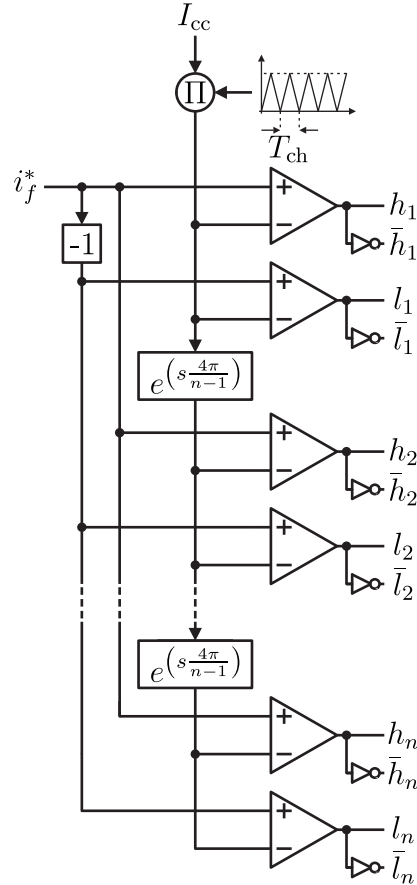 I_cc
Π
T_ch
i_f^*
-1
h_1
h̄_1
l_1
l̄_1
e^(s 4π/(n−1))
h_2
h̄_2
l_2
l̄_2
e^(s 4π/(n−1))
h_n
h̄_n
l_n
l̄_n